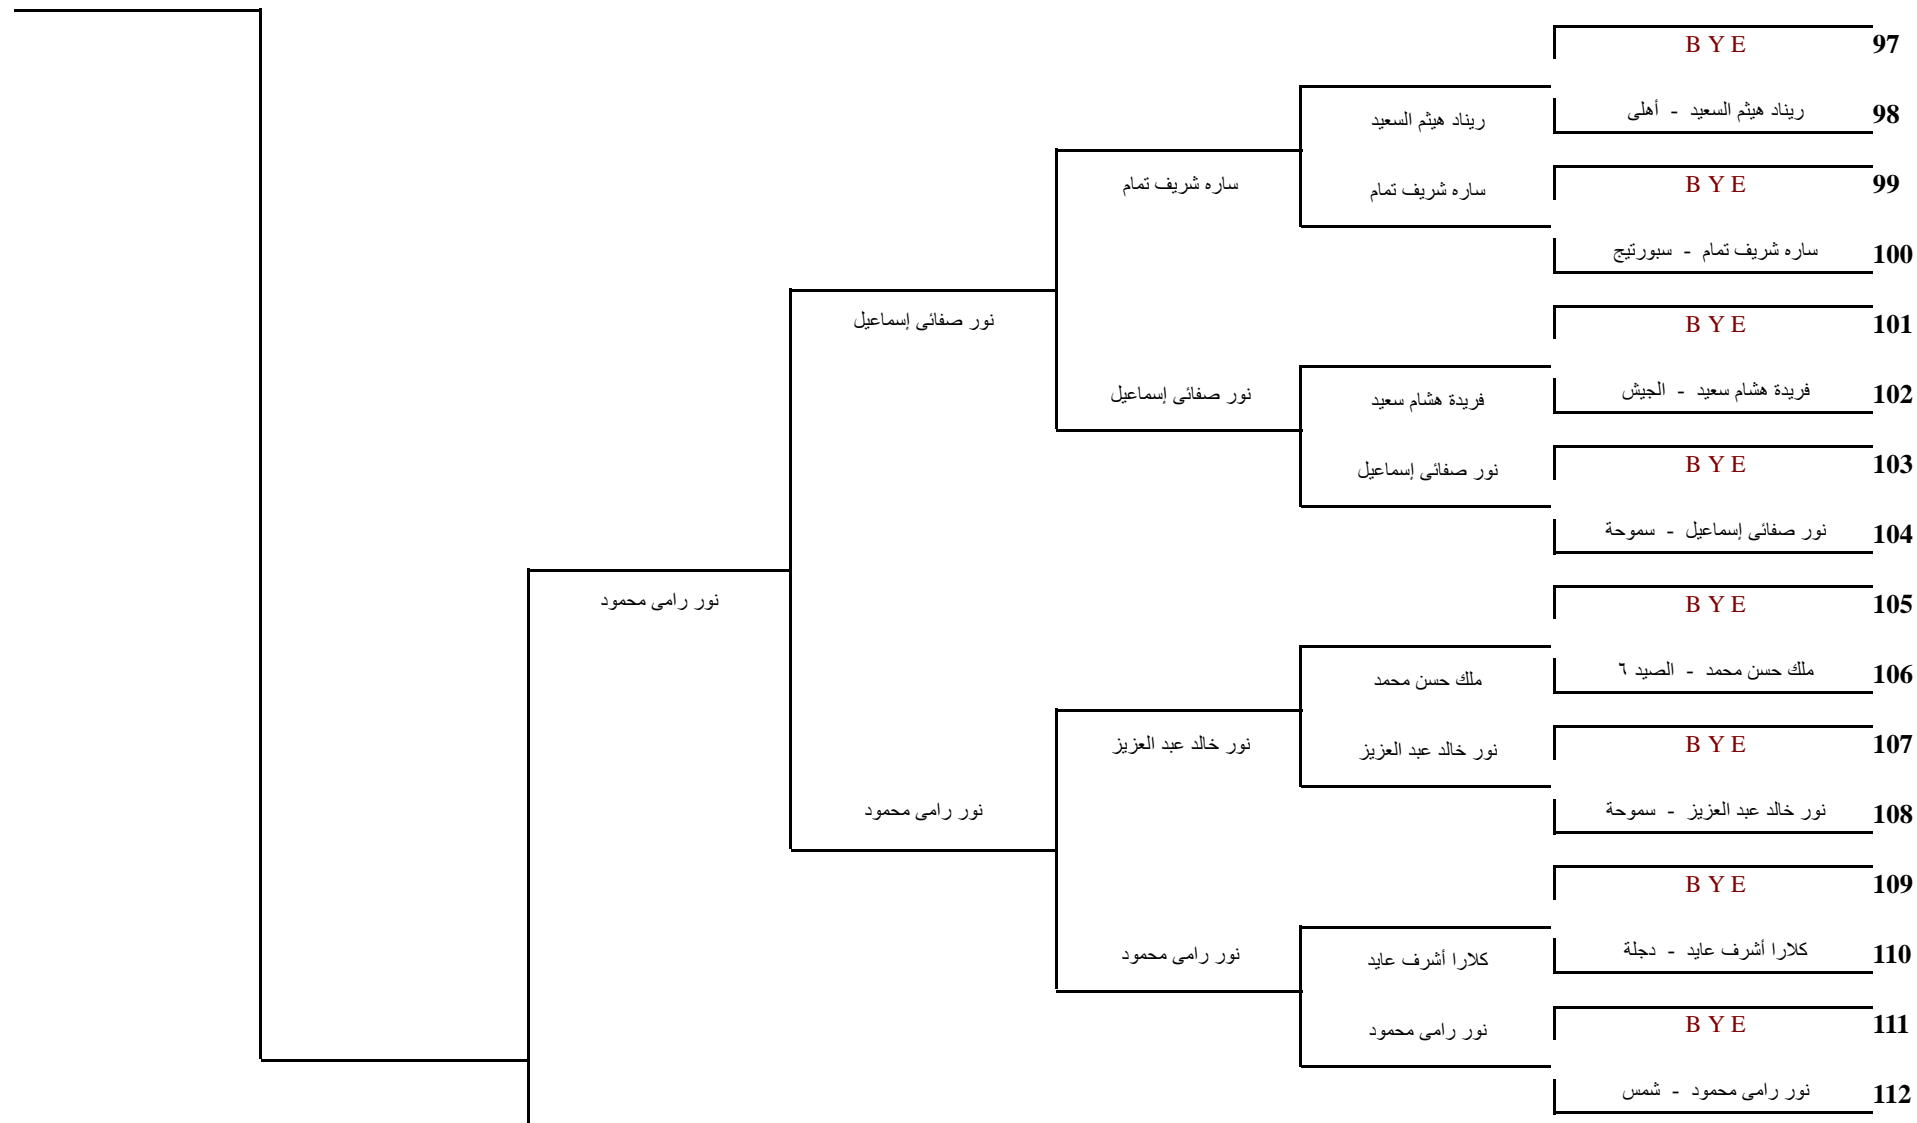 97 B Y E
98 ريناد هيثم السعيد - أهلى
99 B Y E
100 ساره شريف تمام - سبورتيج
101 B Y E
102 فريدة هشام سعيد - الجيش
103 B Y E
104 نور صفائى إسماعيل - سموحة
105 B Y E
106 ملك حسن محمد - الصيد ٦
107 B Y E
108 نور خالد عبد العزيز - سموحة
109 B Y E
110 كلارا أشرف عايد - دجلة
111 B Y E
112 نور رامى محمود - شمس
ريناد هيثم السعيد
ساره شريف تمام
فريدة هشام سعيد
نور صفائى إسماعيل
ملك حسن محمد
نور خالد عبد العزيز
كلارا أشرف عايد
نور رامى محمود
ساره شريف تمام
نور صفائى إسماعيل
نور خالد عبد العزيز
نور رامى محمود
نور صفائى إسماعيل
نور رامى محمود
نور رامى محمود